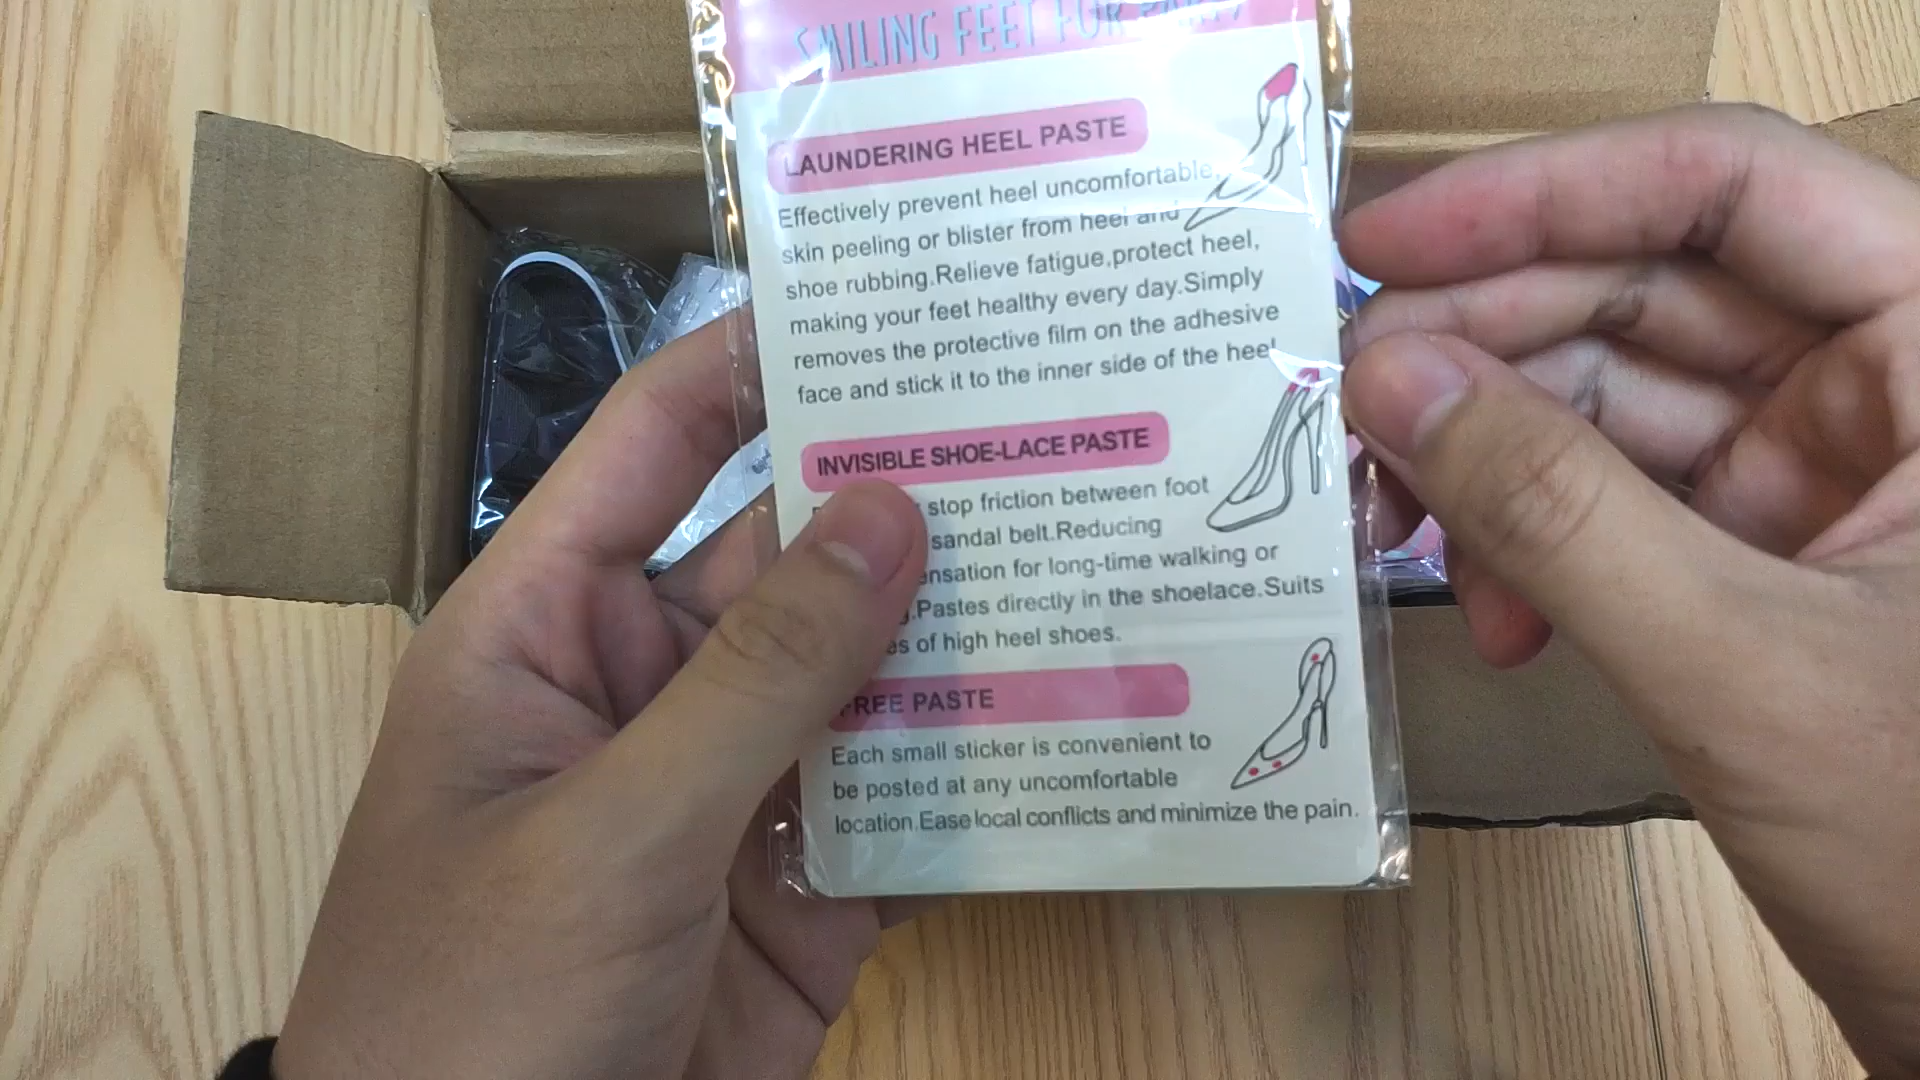 SMILING FEET FOR PARTY
LAUNDERING HEEL PASTE
Effectively prevent heel uncomfortable,
skin peeling or blister from heel and
shoe rubbing.Relieve fatigue,protect heel,
making your feet healthy every day.Simply
removes the protective film on the adhesive
face and stick it to the inner side of the heel
INVISIBLE SHOE-LACE PASTE
stop friction between foot
sandal belt.Reducing
for long-time walking or
Pastes directly in the shoelace.Suits
of high heel shoes.
FREE PASTE
Each small sticker is convenient to
be posted at any uncomfortable
location.Ease local conflicts and minimize the pain.